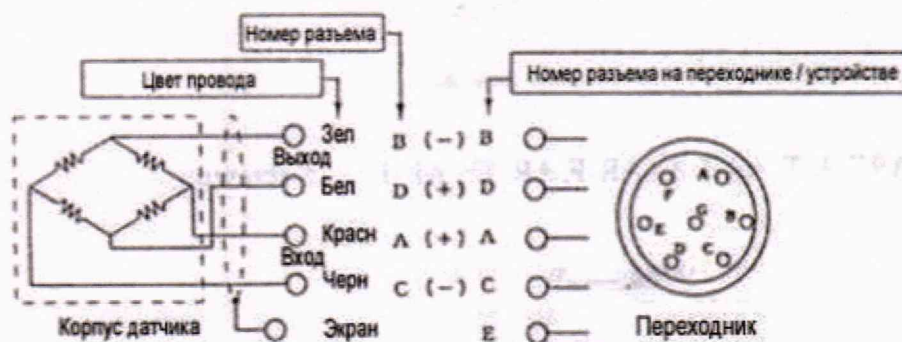 Номер разъема
Цвет провода
Номер разъема на переходнике / устройстве
Зел B (-) B
Выход
Бел D (+) D
Красн A (+) A
Вход
Черн C (-) C
Экран E
F A
E G B
D C
Корпус датчика
Переходник